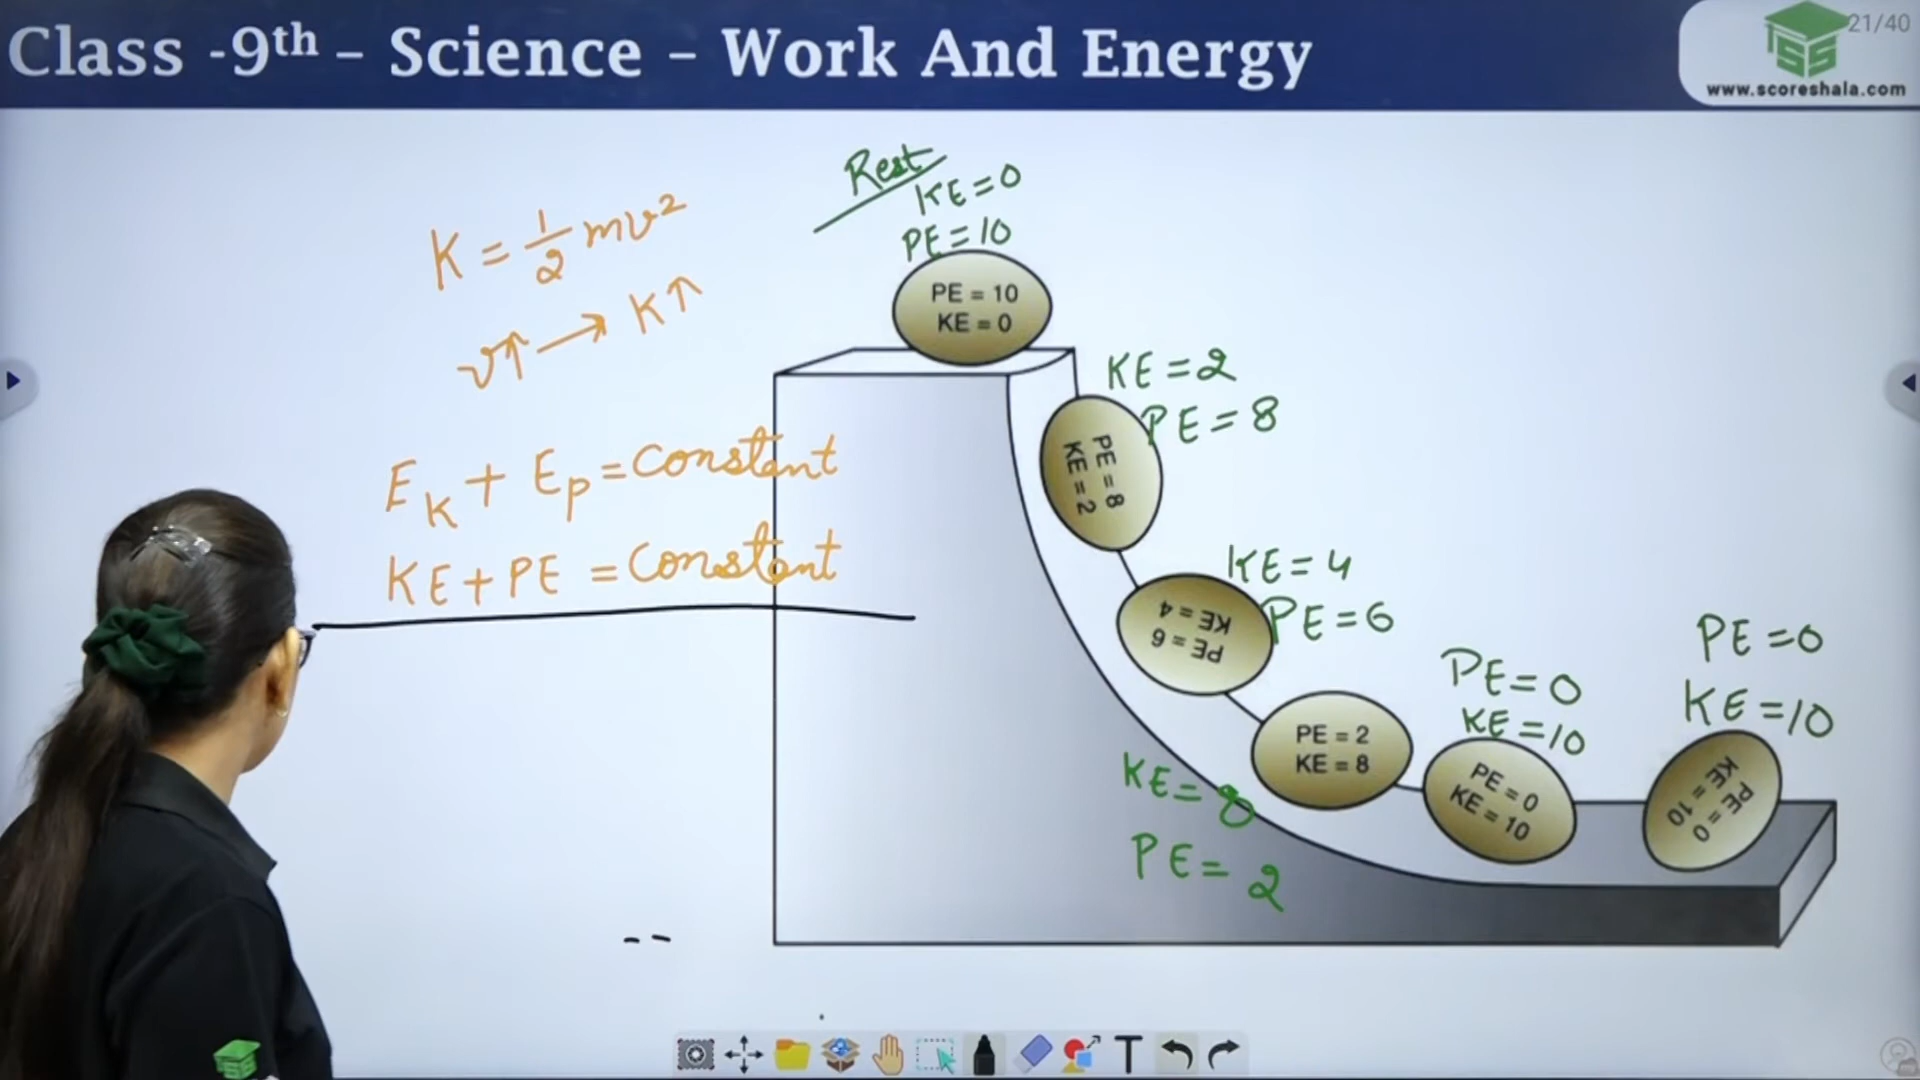 Class -9th – Science – Work And Energy
21/40
www.scoreshala.com
Rest
KE=0
PE=10
K = 1/2 mv²
v↑ → K↑
PE = 10
KE = 0
KE=2
PE=8
PE = 8
KE = 2
Ek + Ep = Constant
KE + PE = Constant
KE=4
PE=6
KE = 4
PE = 6
PE=0
KE=10
PE=0
KE=10
PE = 2
KE = 8
KE=8
PE=2
PE = 0
KE = 10
PE = 0
KE = 10
T